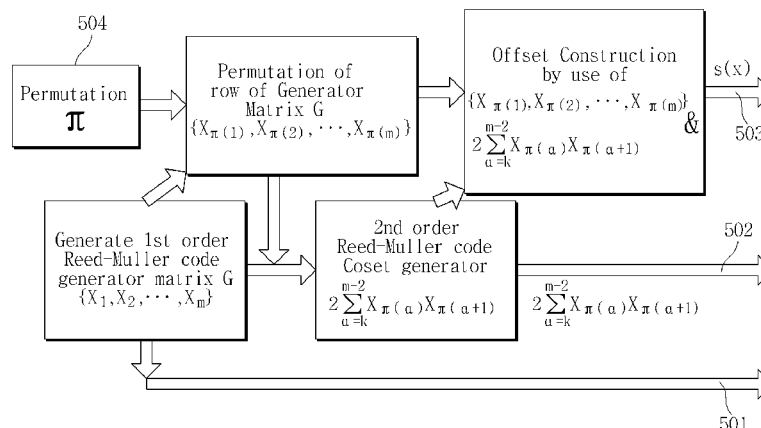 504
Permutation
π
Permutation of
row of Generator
Matrix G
{X_π(1), X_π(2), ···, X_π(m)}
Offset Construction
by use of
{X_π(1), X_π(2), ···, X_π(m)}
&
2∑_{α=k}^{m-2} X_π(α) X_π(α+1)
s(x)
503
Generate 1st order
Reed-Muller code
generator matrix G
{X_1, X_2, ···, X_m}
2nd order
Reed-Muller code
Coset generator
2∑_{α=k}^{m-2} X_π(α) X_π(α+1)
502
2∑_{α=k}^{m-2} X_π(α) X_π(α+1)
501